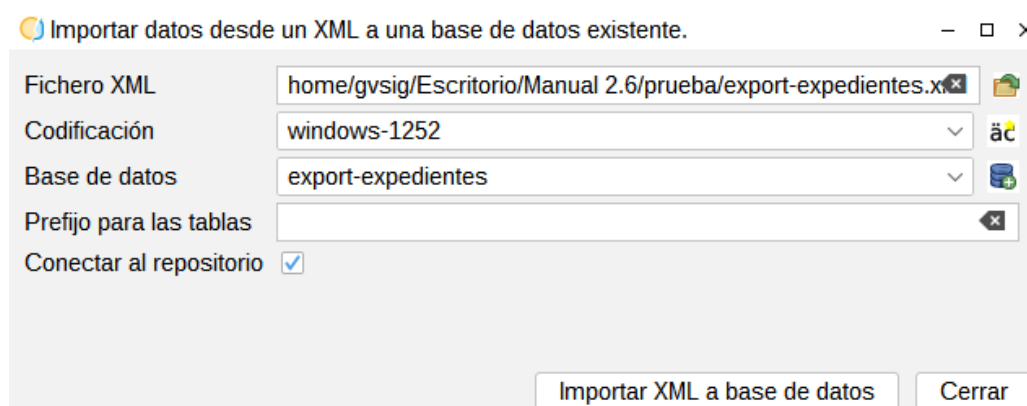 Importar datos desde un XML a una base de datos existente.
Fichero XML home/gvsig/Escritorio/Manual 2.6/prueba/export-expedientes.x
Codificación windows-1252 äc
Base de datos export-expedientes
Prefijo para las tablas
Conectar al repositorio
Importar XML a base de datos Cerrar